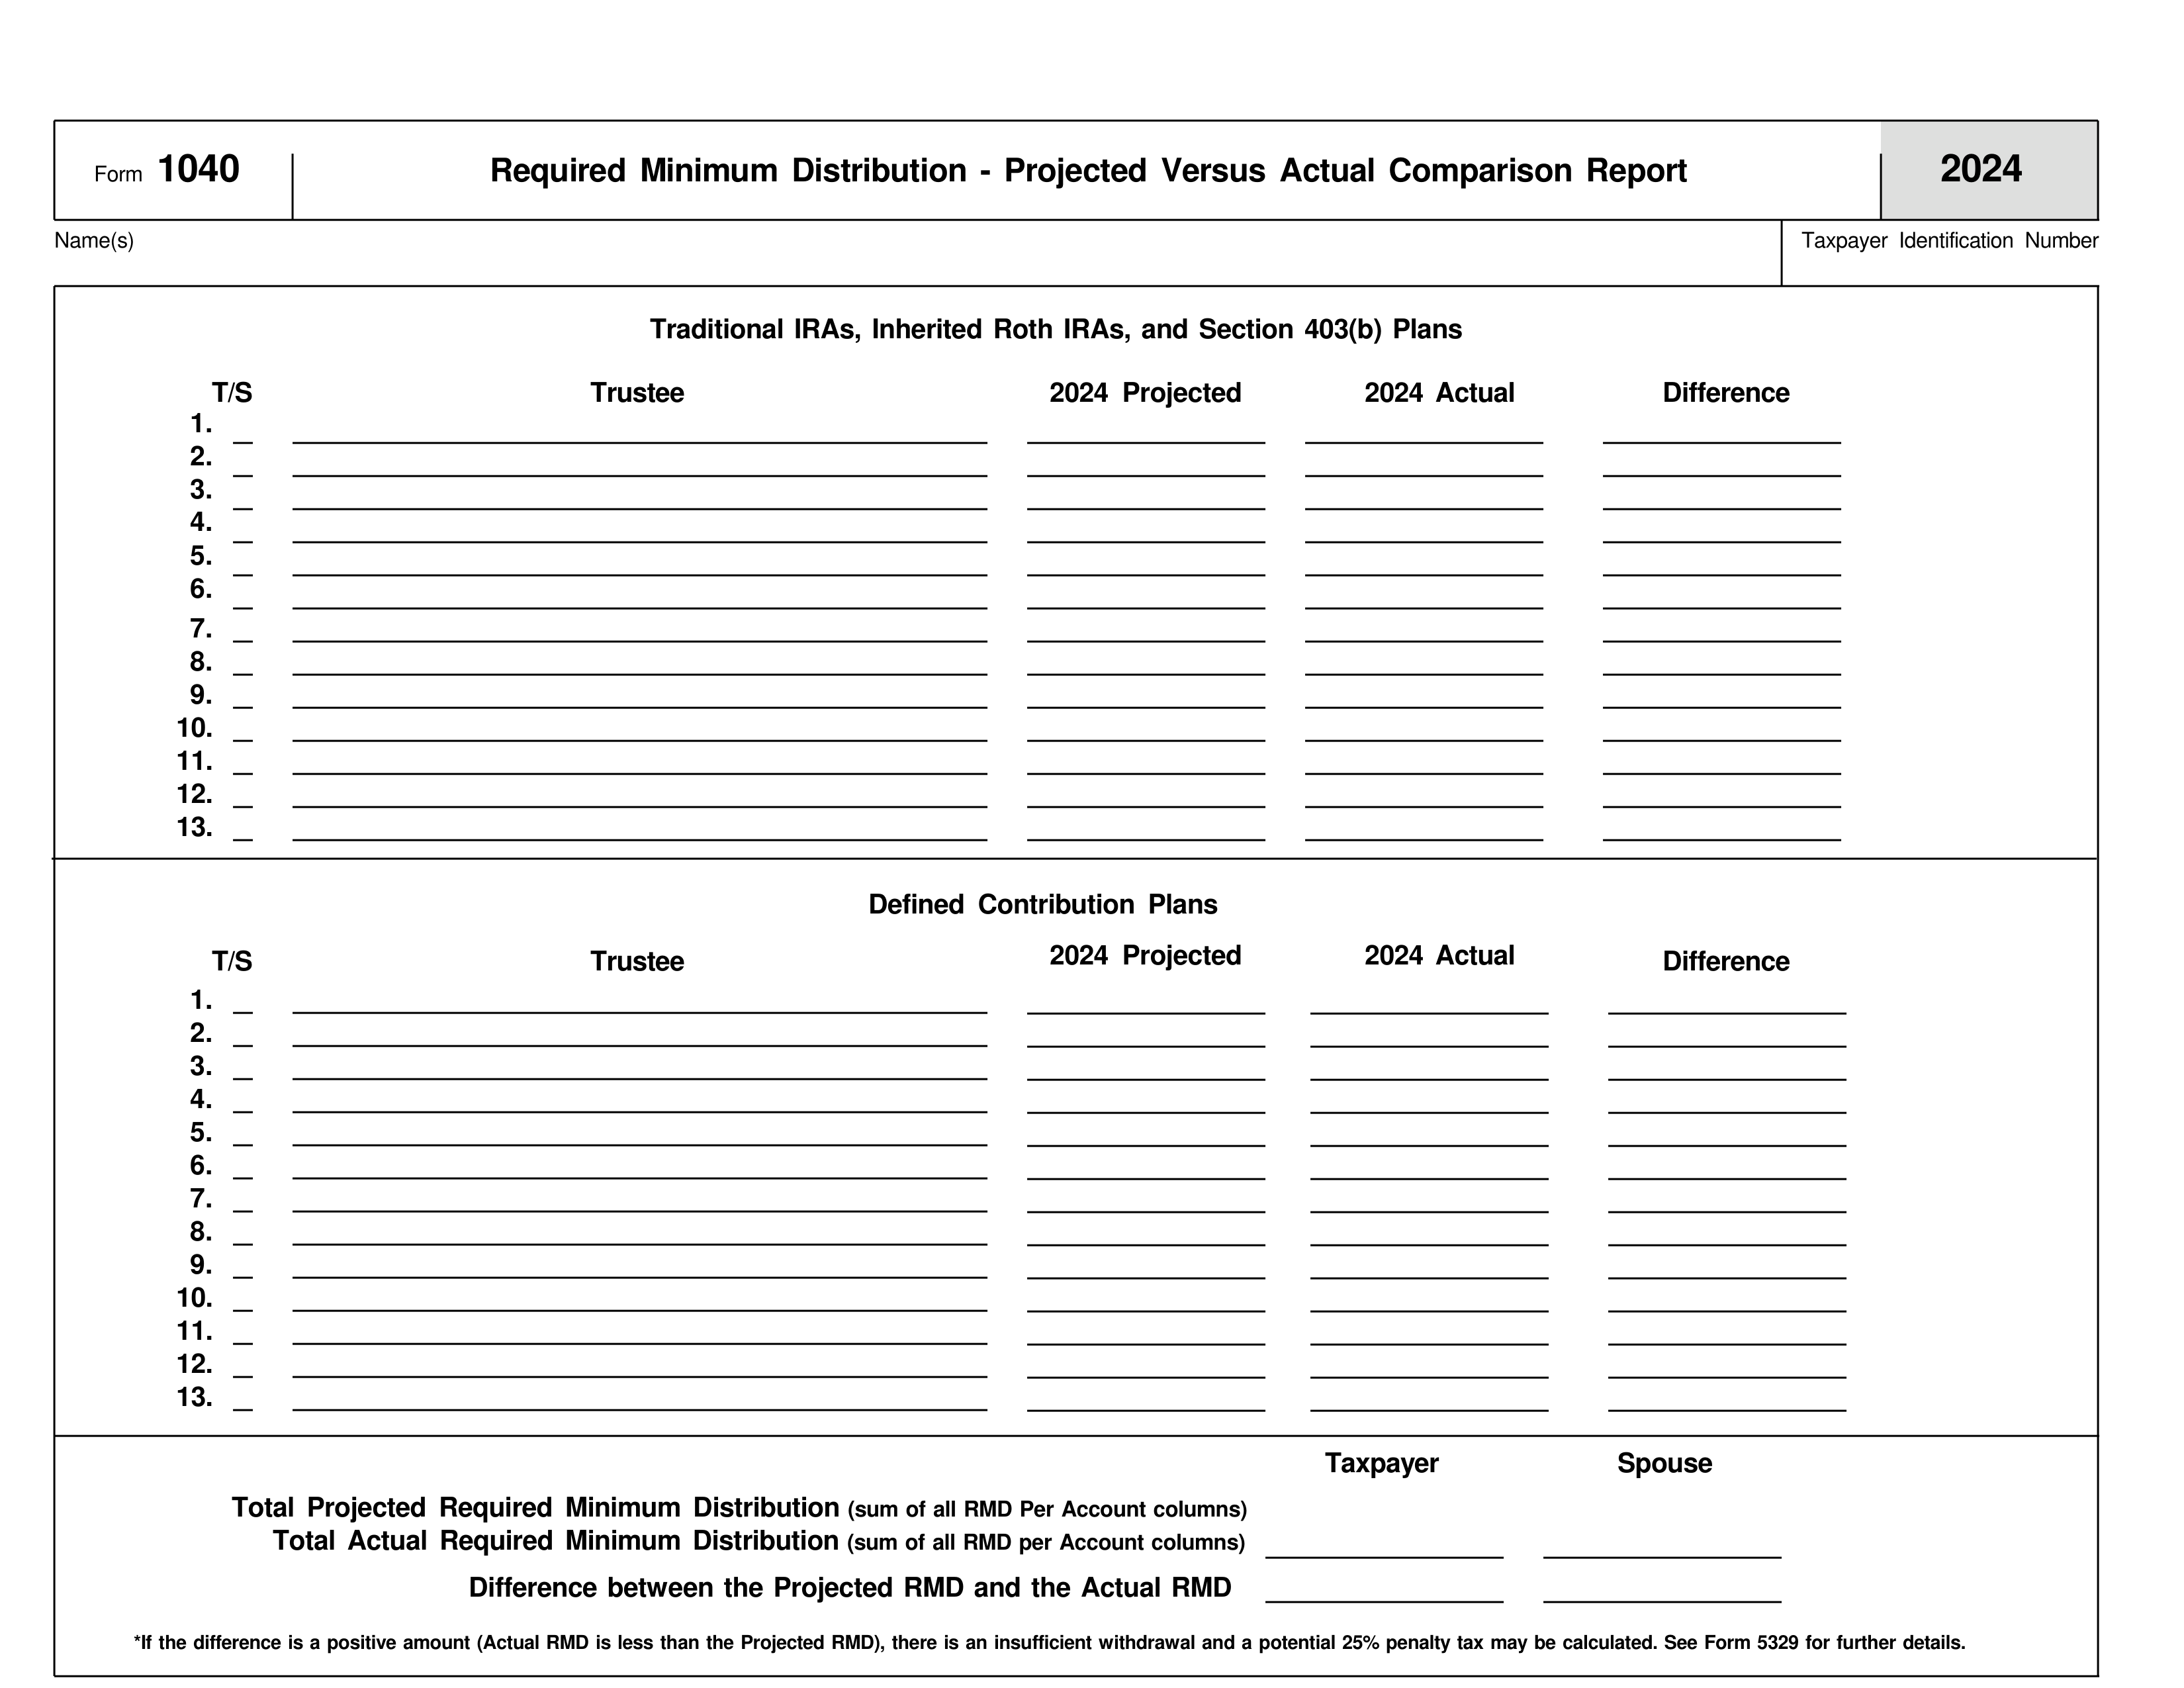 Form 1040 Required Minimum Distribution - Projected Versus Actual Comparison Report 2024
Name(s) Taxpayer Identification Number
Traditional IRAs, Inherited Roth IRAs, and Section 403(b) Plans
T/S Trustee 2024 Projected 2024 Actual Difference
1.
2.
3.
4.
5.
6.
7.
8.
9.
10.
11.
12.
13.
Defined Contribution Plans
T/S Trustee 2024 Projected 2024 Actual Difference
1.
2.
3.
4.
5.
6.
7.
8.
9.
10.
11.
12.
13.
Taxpayer Spouse
Total Projected Required Minimum Distribution (sum of all RMD Per Account columns)
Total Actual Required Minimum Distribution (sum of all RMD per Account columns)
Difference between the Projected RMD and the Actual RMD
*If the difference is a positive amount (Actual RMD is less than the Projected RMD), there is an insufficient withdrawal and a potential 25% penalty tax may be calculated. See Form 5329 for further details.